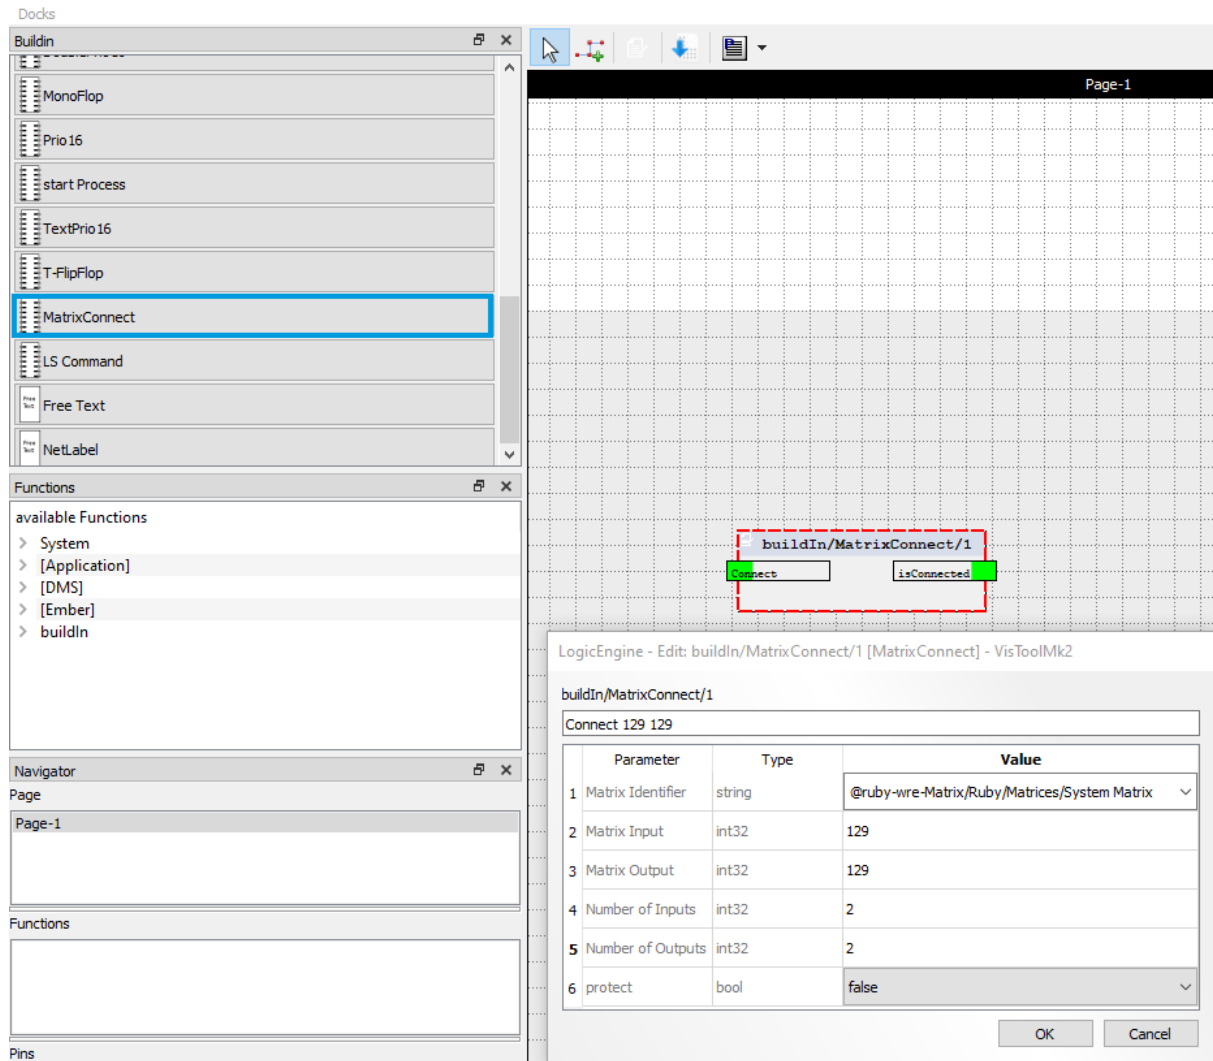 Docks
Buildin
MonoFlop
Prio16
start Process
TextPrio16
T-FlipFlop
MatrixConnect
LS Command
Free Text
Free Text
Free Text
NetLabel
Functions
available Functions
System
[Application]
[DMS]
[Ember]
buildIn
Navigator
Page
Page-1
Functions
Pins
Page-1
buildIn/MatrixConnect/1
Connect isConnected
LogicEngine - Edit: buildIn/MatrixConnect/1 [MatrixConnect] - VisToolMk2
buildIn/MatrixConnect/1
Connect 129 129
Parameter Type Value
1 Matrix Identifier string @ruby-wre-Matrix/Ruby/Matrices/System Matrix
2 Matrix Input int32 129
3 Matrix Output int32 129
4 Number of Inputs int32 2
5 Number of Outputs int32 2
6 protect bool false
OK Cancel